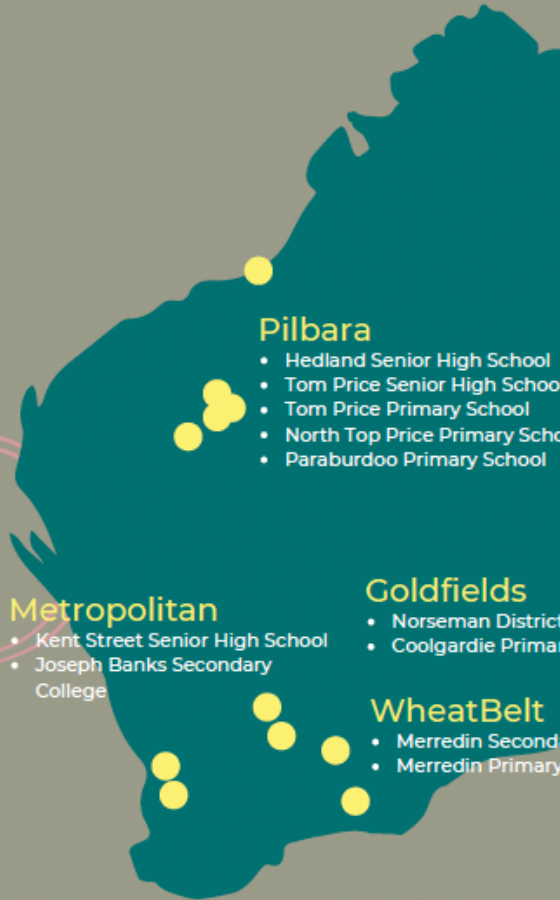 Pilbara
• Hedland Senior High School
• Tom Price Senior High Schoo
• Tom Price Primary School
• North Top Price Primary Scho
• Paraburdoo Primary School
Metropolitan
• Kent Street Senior High School
• Joseph Banks Secondary
College
Goldfields
• Norseman District
• Coolgardie Primar
WheatBelt
• Merredin Second
• Merredin Primary